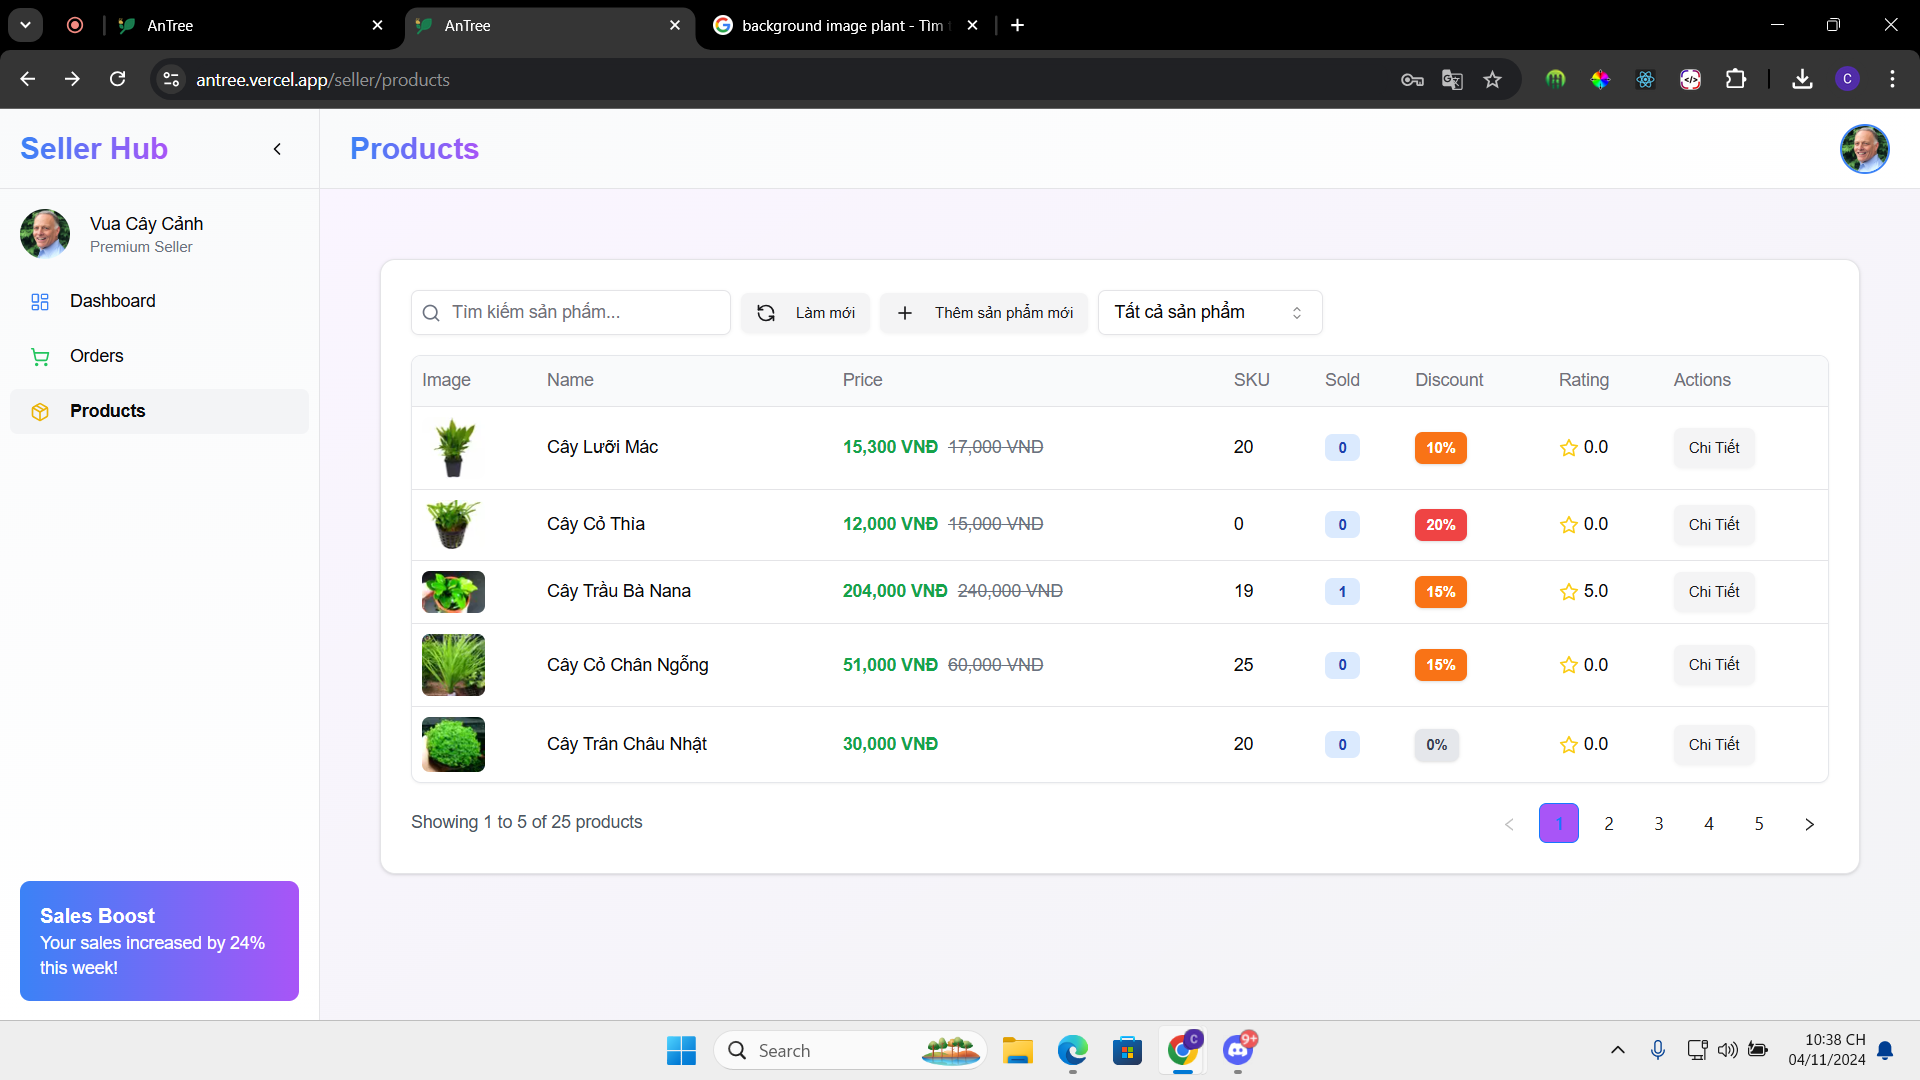 AnTree
AnTree
background image plant - Tìm
antree.vercel.app/seller/products
C
Seller Hub
Products
Vua Cây Cảnh
Premium Seller
Dashboard
Orders
Products
Tìm kiếm sản phẩm...
Làm mới
Thêm sản phẩm mới
Tất cả sản phẩm
Image Name Price SKU Sold Discount Rating Actions
Cây Lưỡi Mác 15,300 VNĐ 17,000 VND 20 0 10% 0.0 Chi Tiết
Cây Cỏ Thìa 12,000 VNĐ 15,000 VND 0 0 20% 0.0 Chi Tiết
Cây Trầu Bà Nana 204,000 VNĐ 240,000 VND 19 1 15% 5.0 Chi Tiết
Cây Cỏ Chân Ngỗng 51,000 VNĐ 60,000 VND 25 0 15% 0.0 Chi Tiết
Cây Trân Châu Nhật 30,000 VNĐ 20 0 0% 0.0 Chi Tiết
Showing 1 to 5 of 25 products
1 2 3 4 5
Sales Boost
Your sales increased by 24%
this week!
Search
C
9+
10:38 CH
04/11/2024